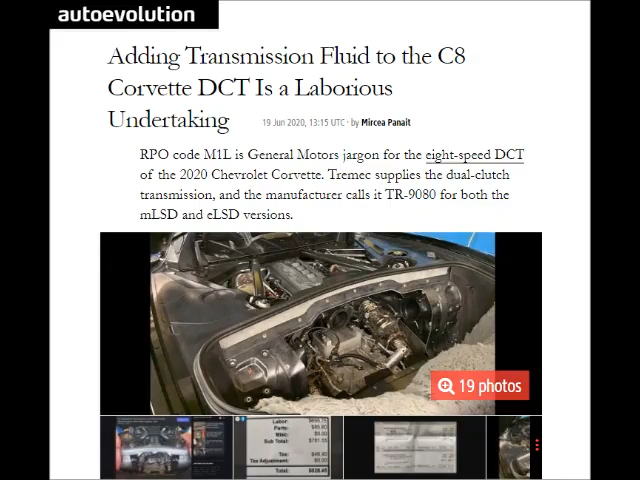 autoevolution
Adding Transmission Fluid to the C8
Corvette DCT Is a Laborious
Undertaking
19 Jun 2020, 13:15 UTC · by Mircea Panait
RPO code M1L is General Motors jargon for the eight-speed DCT
of the 2020 Chevrolet Corvette. Tremec supplies the dual-clutch
transmission, and the manufacturer calls it TR-9080 for both the
mLSD and eLSD versions.
19 photos
Labor:
Parts:
Misc:
Sub Total:
Tax:
Tax Adjustment:
Total: